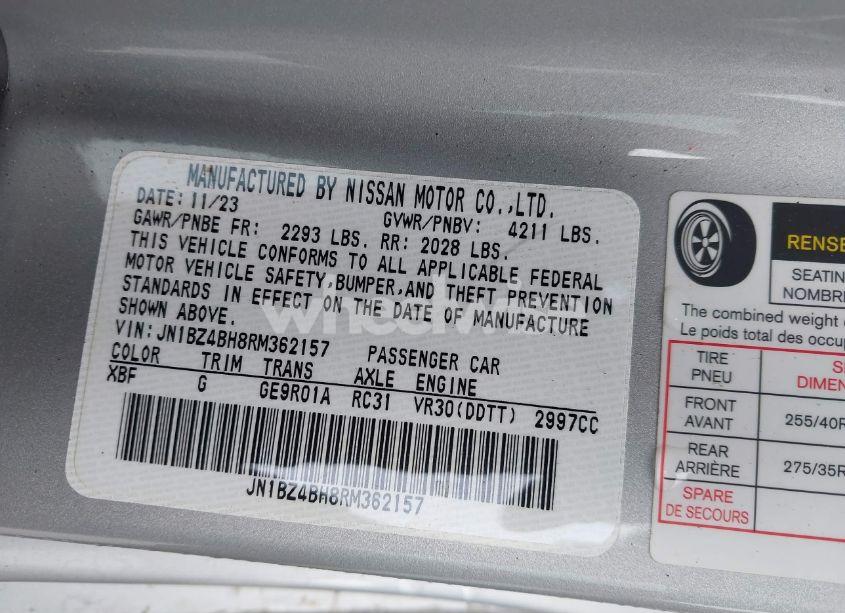 MANUFACTURED BY NISSAN MOTOR CO.,LTD.
DATE: 11/23 GVWR/PNBV: 4211 LBS.
GAWR/PNBE FR: 2293 LBS. RR: 2028 LBS.
THIS VEHICLE CONFORMS TO ALL APPLICABLE FEDERAL
MOTOR VEHICLE SAFETY,BUMPER,AND THEFT PREVENTION
STANDARDS IN EFFECT ON THE DATE OF MANUFACTURE
SHOWN ABOVE.
VIN:JN1BZ4BH8RM362157 PASSENGER CAR
COLOR TRIM TRANS AXLE ENGINE
XBF G GE9R01A RC31 VR30(DDTT) 2997CC
JN1BZ4BH8RM362157
RENSE
SEATIN
NOMBRE
The combined weight
Le poids total des occup
TIRE
PNEU
DIMEN
FRONT
AVANT
255/40R
REAR
ARRIÈRE
275/35R
SPARE
DE SECOURS